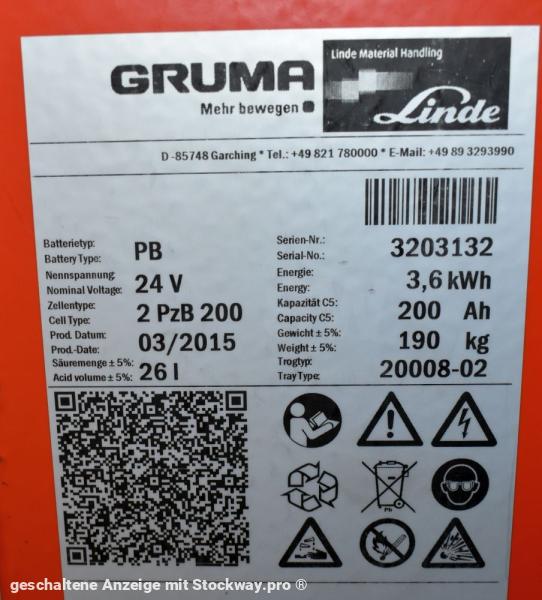 GRUMA
Mehr bewegen
Linde Material Handling
Linde
D-85748 Garching * Tel.: +49 821 780000 * E-Mail: +49 89 3293990
Batterietyp:
Battery Type: PB
Nennspannung:
Nominal Voltage: 24 V
Zellentype:
Cell Type: 2 PzB 200
Prod. Datum:
Prod.-Date: 03/2015
Säuremenge ± 5%:
Acid volume ± 5%: 26 l
Serien-Nr.:
Serial-No.: 3203132
Energie:
Energy: 3,6 kWh
Kapazität C5:
Capacity C5: 200 Ah
Gewicht ± 5%:
Weight ± 5%: 190 kg
Trogtyp:
Tray Type: 20008-02
Pb
geschaltene Anzeige mit Stockway.pro ®